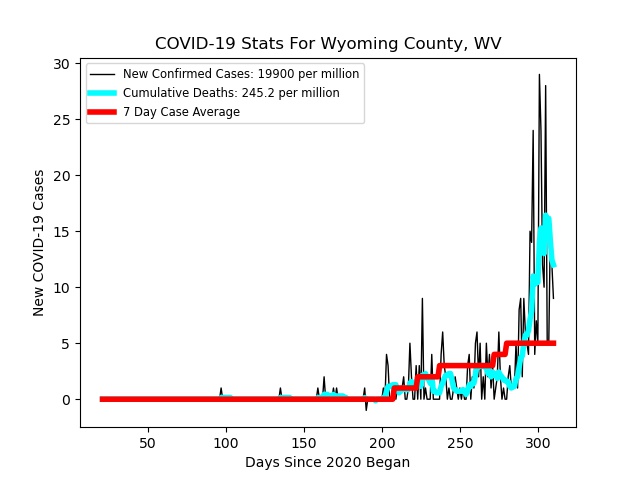 COVID-19 Stats For Wyoming County, WV
New Confirmed Cases: 19900 per million
Cumulative Deaths: 245.2 per million
7 Day Case Average
New COVID-19 Cases
30
25
20
15
10
5
0
50 100 150 200 250 300
Days Since 2020 Began